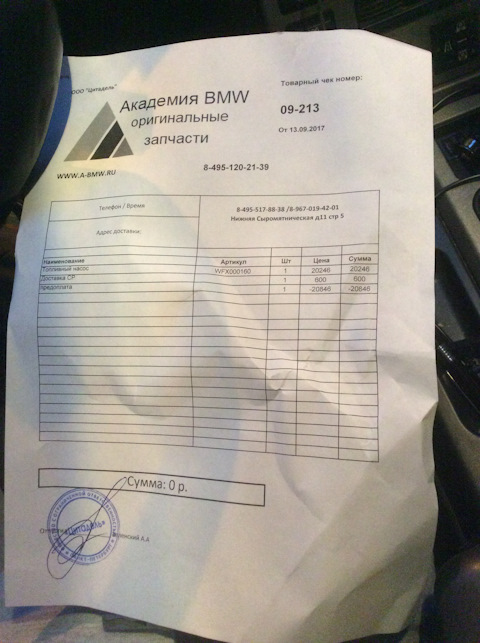 ООО "Цитадель"
Товарный чек номер:
Академия BMW
оригинальные
запчасти
09-213
От 13.09.2017
8-495-120-21-39
WWW.A-BMW.RU
Телефон / Время
8-495-517-88-38 /8-967-019-42-01
Нижняя Сыромятническая д11 стр 5
Адрес доставки:
Наименование Артикул Шт Цена Сумма
Топливный насос WFX000160 1 20246 20246
Доставка СР 1 600 600
предоплата 1 -20846 -20846
Сумма: 0 р.
«ЦИТАДЕЛЬ»
А.А